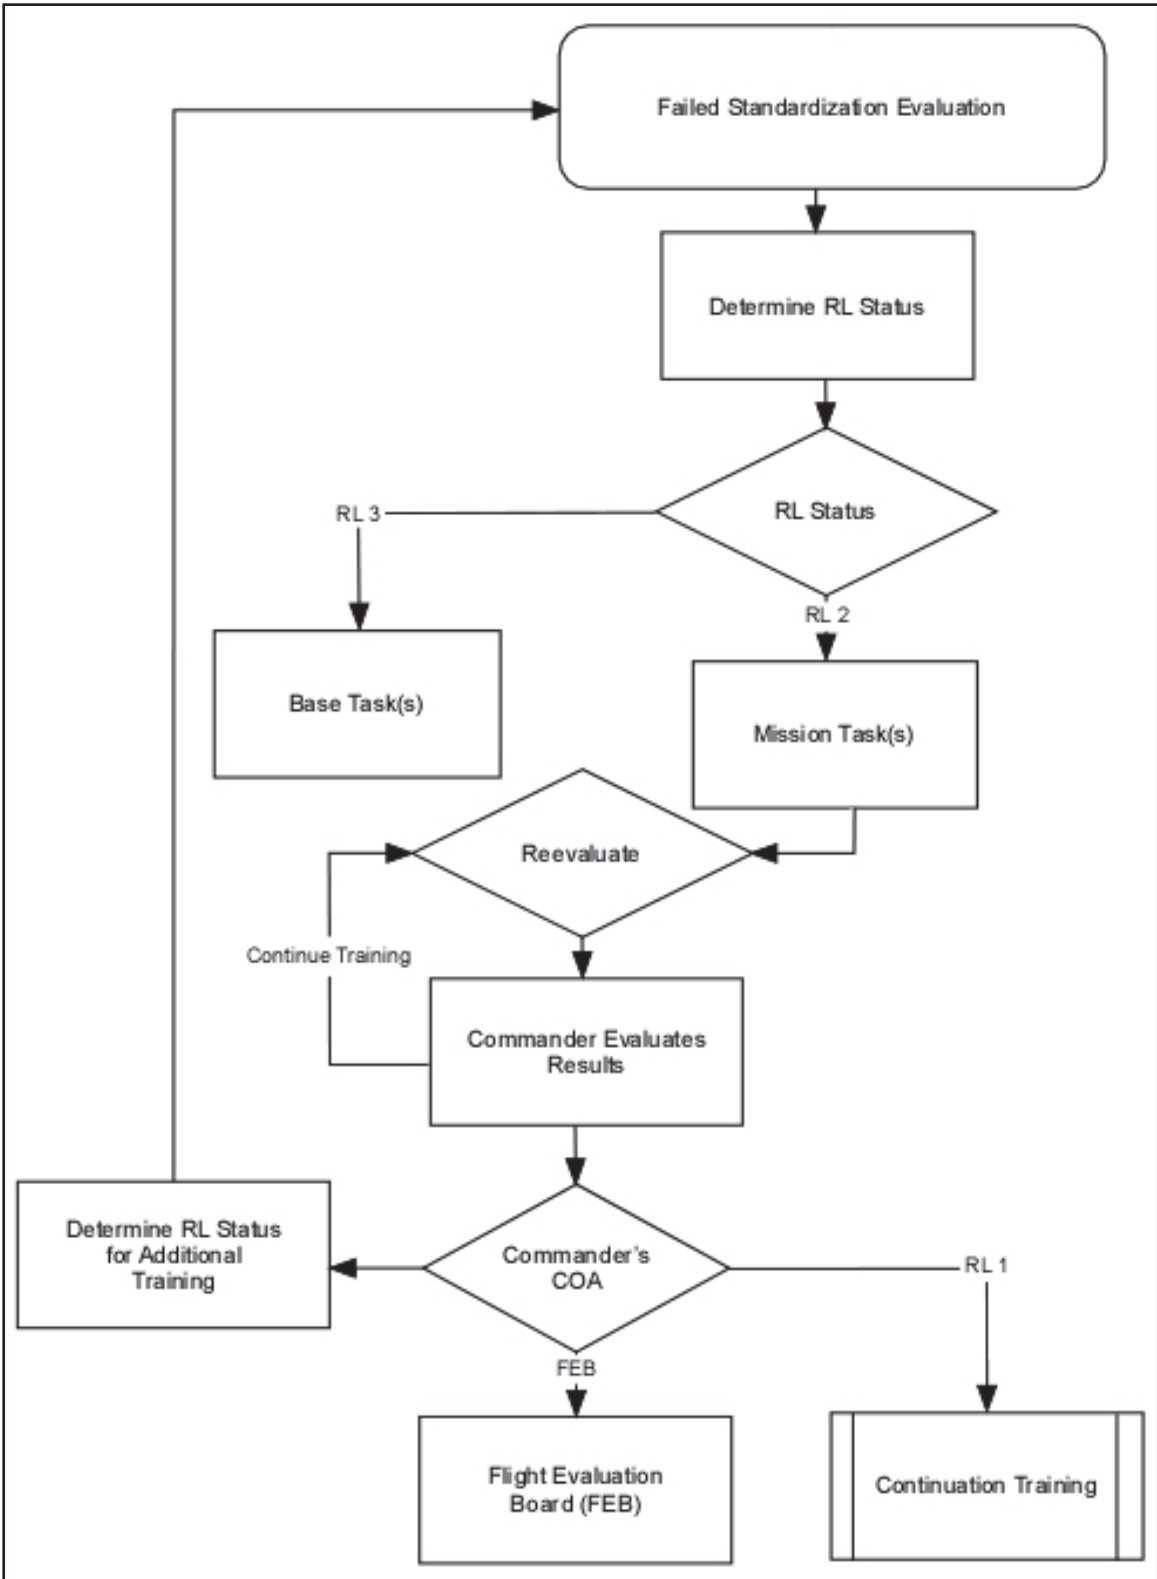 Failed Standardization Evaluation
Determine RL Status
RL Status
RL 3
RL 2
Base Task(s)
Mission Task(s)
Reevaluate
Continue Training
Commander Evaluates
Results
Determine RL Status
for Additional
Training
Commander's
COA
RL 1
FEB
Flight Evaluation
Board (FEB)
Continuation Training